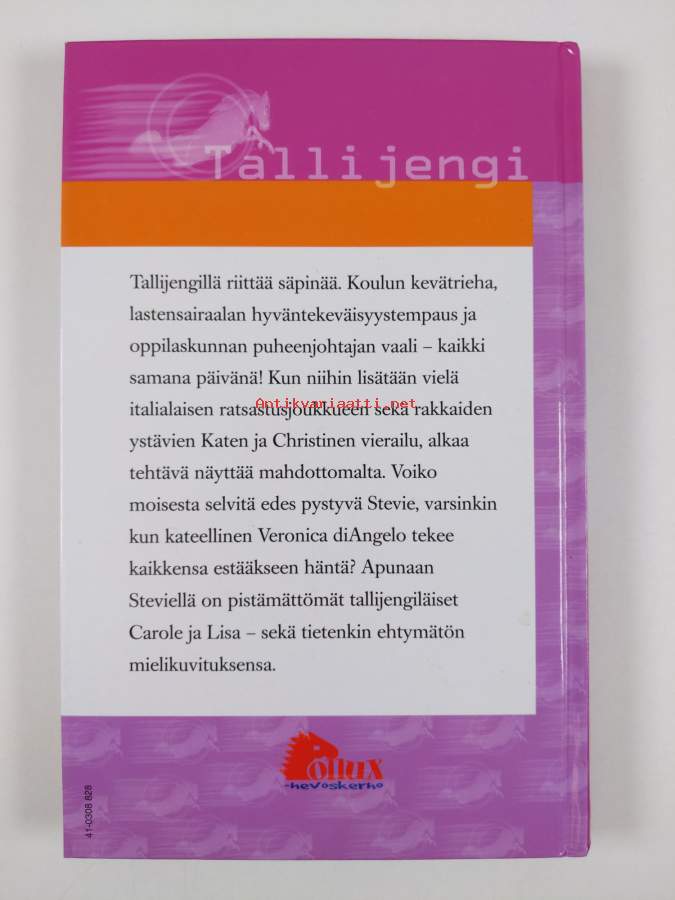 Tallijengi
Tallijengillä riittää säpinää. Koulun kevätrieha,
lastensairaalan hyväntekeväisyystempaus ja
oppilaskunnan puheenjohtajan vaali – kaikki
samana päivänä! Kun niihin lisätään vielä
Antikvariaatti.net
italialaisen ratsastusjoukkueen sekä rakkaiden
ystävien Katen ja Christinen vierailu, alkaa
tehtävä näyttää mahdottomalta. Voiko
moisesta selvitä edes pystyvä Stevie, varsinkin
kun kateellinen Veronica diAngelo tekee
kaikkensa estääkseen häntä? Apunaan
Steviellä on pistämättömät tallijengiläiset
Carole ja Lisa – sekä tietenkin ehtymätön
mielikuvituksensa.
Pollux
-hevoskerho
41-0308 828